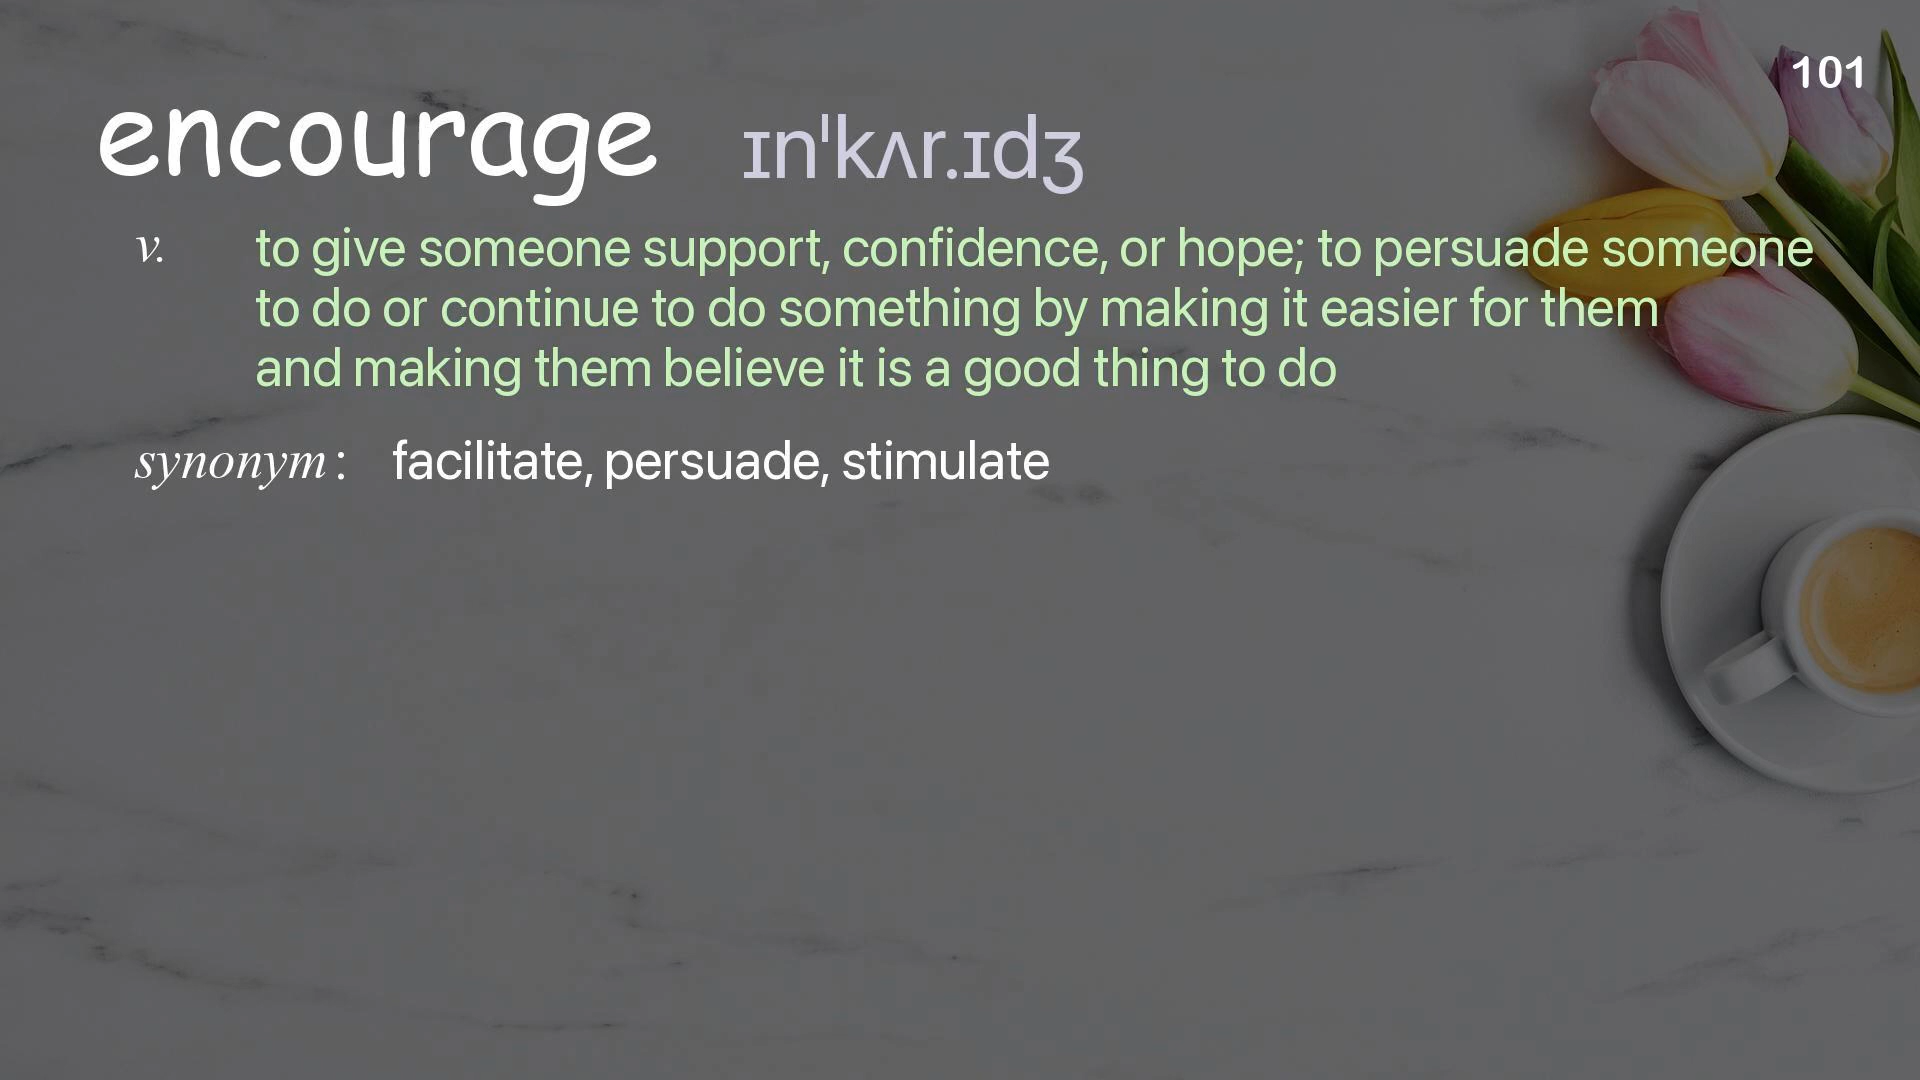 101
encourage ɪnˈkʌr.ɪdʒ
v. to give someone support, confidence, or hope; to persuade someone
to do or continue to do something by making it easier for them
and making them believe it is a good thing to do
synonym : facilitate, persuade, stimulate